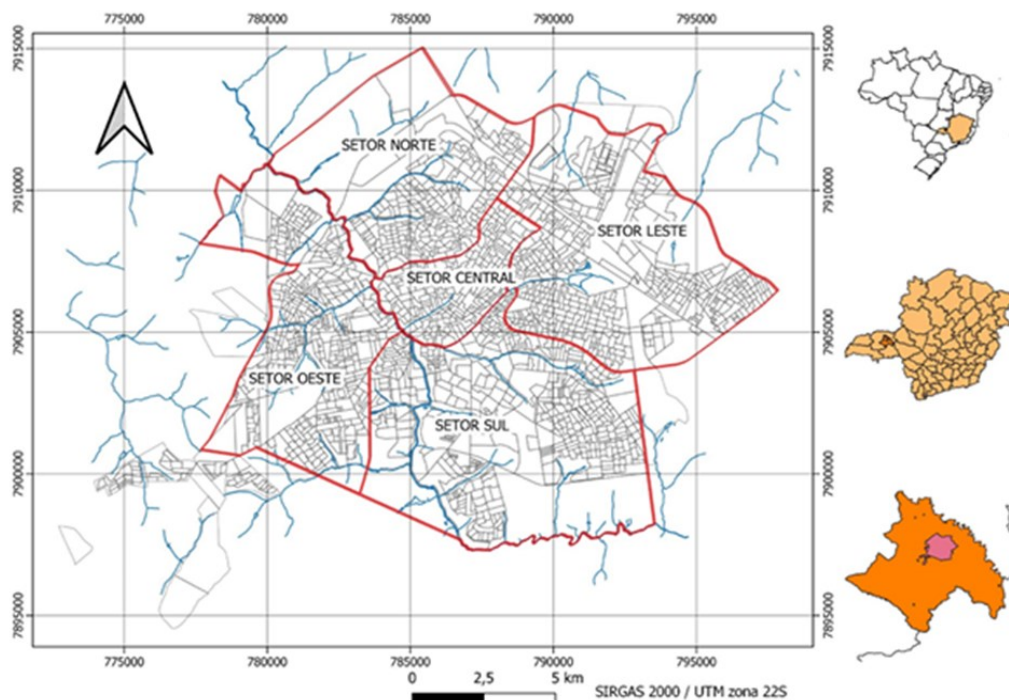 775000 780000 785000 790000 795000
7915000 7915000
SETOR NORTE
7910000 7910000
SETOR LESTE
SETOR CENTRAL
7905000 7905000
SETOR OESTE
SETOR SUL
7900000 7900000
7895000 7895000
775000 780000 785000 790000 795000
0 2,5 5 km
SIRGAS 2000 / UTM zona 22S